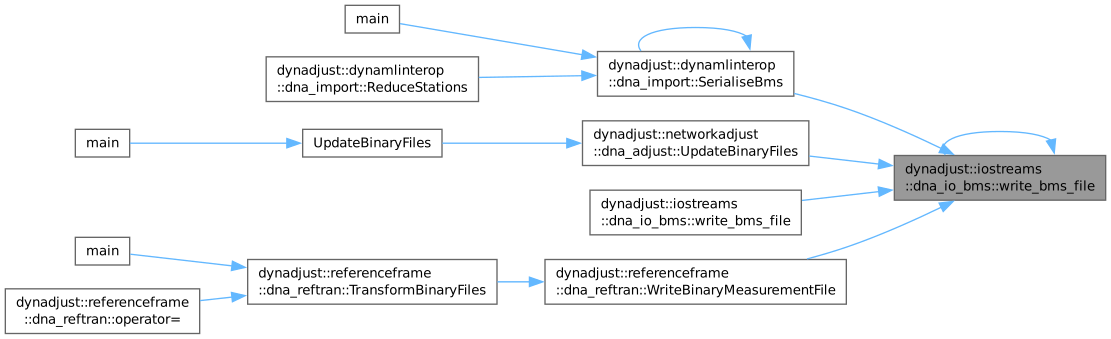 main
dynadjust::dynamlinterop
::dna_import::SerialiseBms
dynadjust::dynamlinterop
::dna_import::ReduceStations
main
UpdateBinaryFiles
dynadjust::networkadjust
::dna_adjust::UpdateBinaryFiles
dynadjust::iostreams
::dna_io_bms::write_bms_file
dynadjust::iostreams
::dna_io_bms::write_bms_file
main
dynadjust::referenceframe
::dna_reftran::TransformBinaryFiles
dynadjust::referenceframe
::dna_reftran::WriteBinaryMeasurementFile
dynadjust::referenceframe
::dna_reftran::operator=